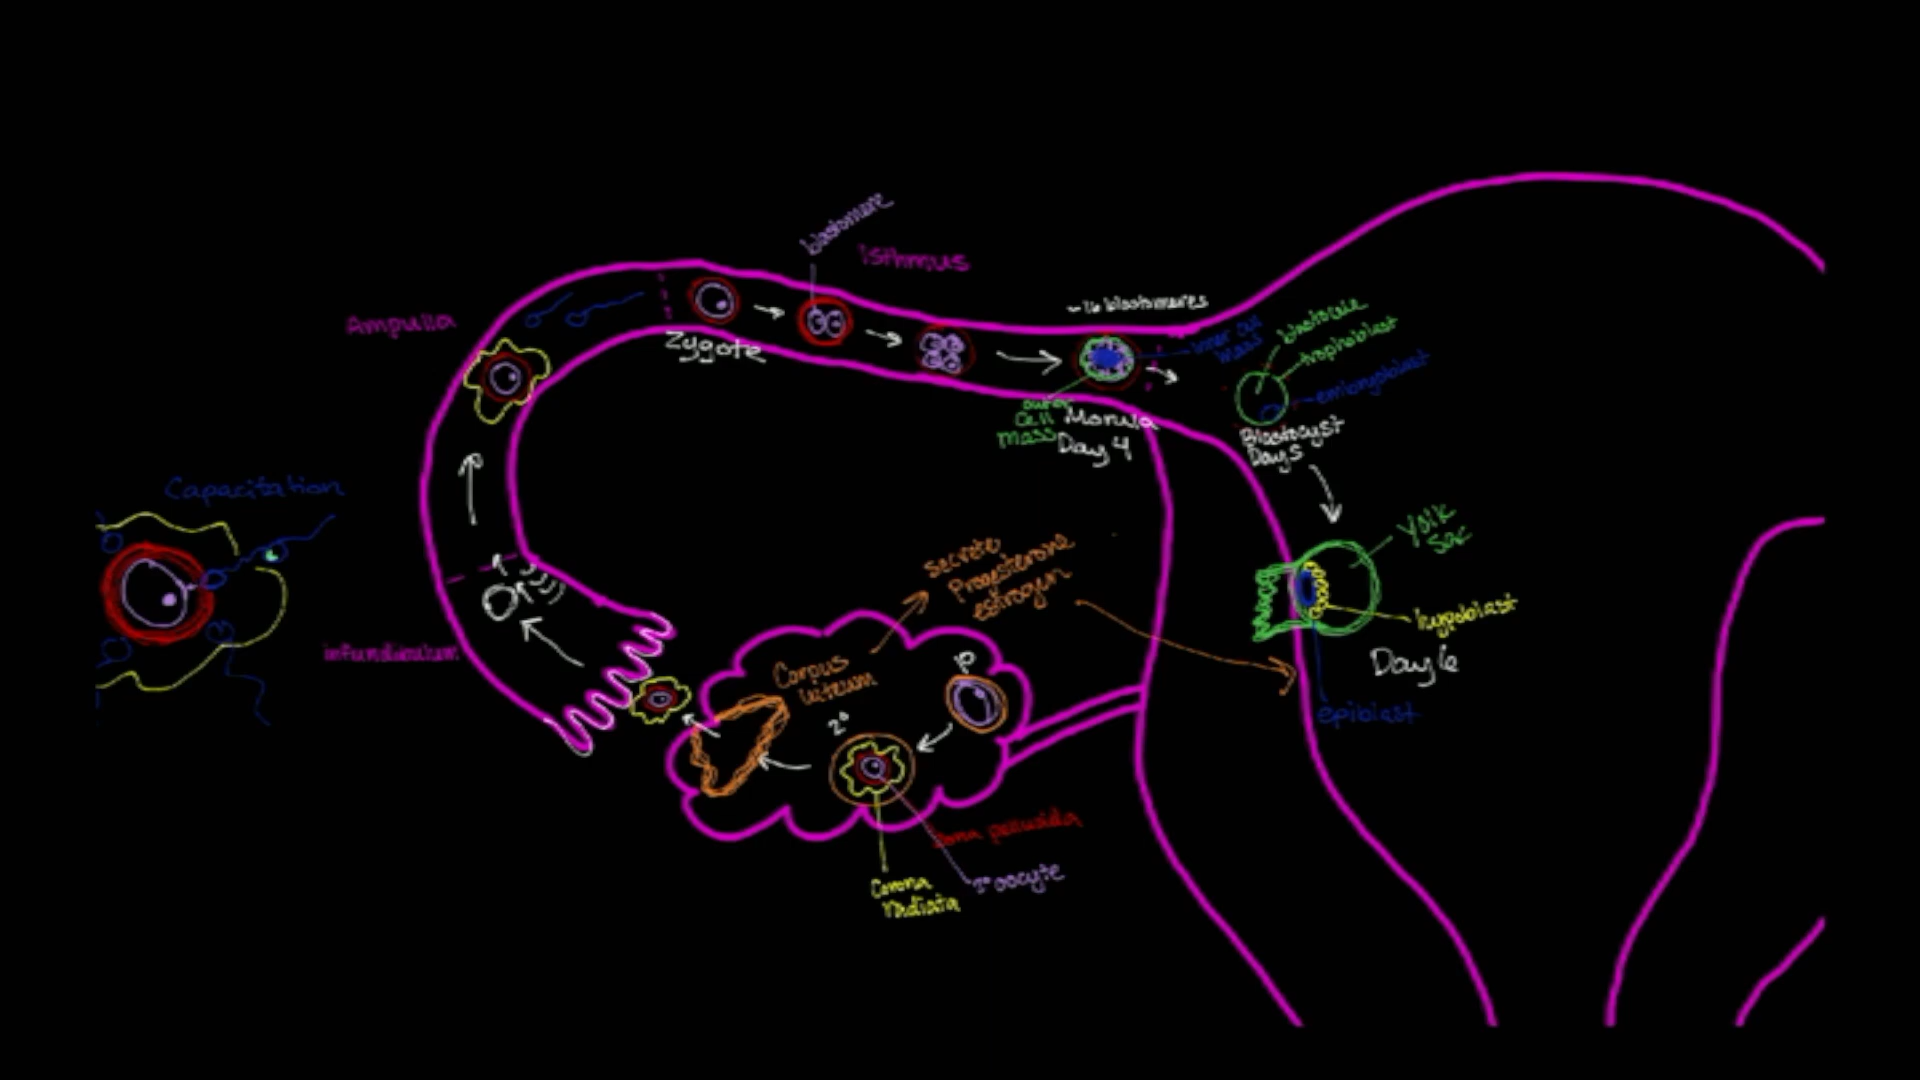 blastomere
Isthmus
Ampulla
~16 blastomeres
Zygote
inner cell
mass
blastocele
trophoblast
embryoblast
outer
Cell
mass
Morula
Day 4
Blastocyst
Day 5
Capacitation
Yolk
Sac
hypoblast
Day 6
epiblast
secrete
Progesterone
estrogen
infundibulum
Corpus
1°
2°
Zona pellucida
2° oocyte
Corona
radiata